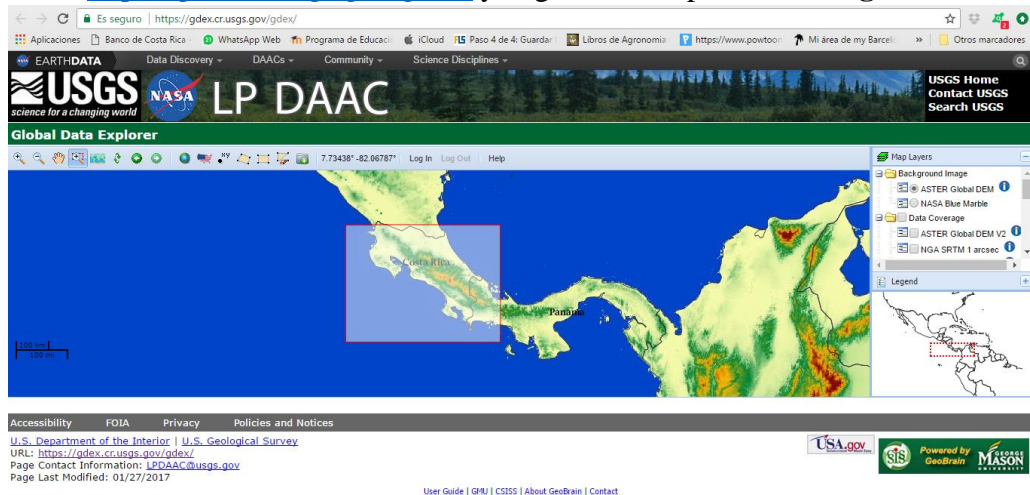 y
Es seguro | https://gdex.cr.usgs.gov/gdex/
Aplicaciones Banco de Costa Rica - WhatsApp Web Programa de Educació iCloud Paso 4 de 4: Guardar Libros de Agronomia https://www.powtoon Mi área de my Barcel » Otros marcadores
EARTHDATA Data Discovery DAACs Community Science Disciplines
USGS
science for a changing world
NASA
LP DAAC
USGS Home
Contact USGS
Search USGS
Global Data Explorer
7.73438° -82.06787° Log In Log Out Help
Map Layers
Background Image
ASTER Global DEM
NASA Blue Marble
Data Coverage
ASTER Global DEM V2
NGA SRTM 1 arcsec
Legend
Costa Rica
Panama
100 km
100 mi
Accessibility FOIA Privacy Policies and Notices
U.S. Department of the Interior | U.S. Geological Survey
URL: https://gdex.cr.usgs.gov/gdex/
Page Contact Information: LPDAAC@usgs.gov
Page Last Modified: 01/27/2017
USA.gov
SIS
Powered by
GeoBrain
GEORGE
MASON
UNIVERSITY
User Guide | GMU | CSISS | About GeoBrain | Contact